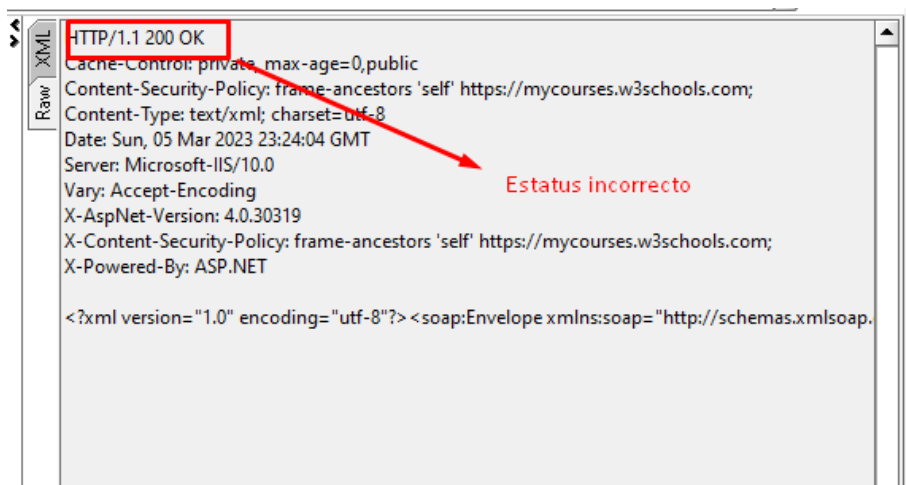 XML
Raw
HTTP/1.1 200 OK
Cache-Control: private, max-age=0,public
Content-Security-Policy: frame-ancestors 'self' https://mycourses.w3schools.com;
Content-Type: text/xml; charset=utf-8
Date: Sun, 05 Mar 2023 23:24:04 GMT
Server: Microsoft-IIS/10.0
Estatus incorrecto
Vary: Accept-Encoding
X-AspNet-Version: 4.0.30319
X-Content-Security-Policy: frame-ancestors 'self' https://mycourses.w3schools.com;
X-Powered-By: ASP.NET
<?xml version="1.0" encoding="utf-8"?><soap:Envelope xmlns:soap="http://schemas.xmlsoap.